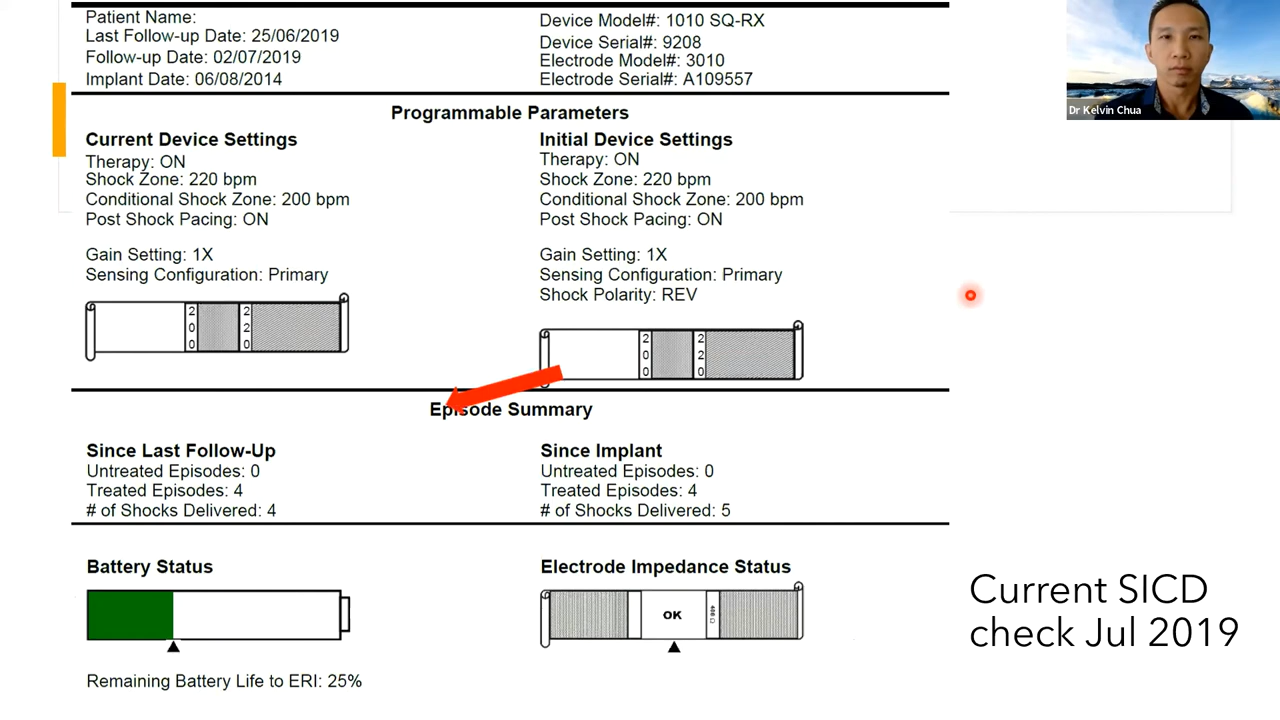 Patient Name:
Last Follow-up Date: 25/06/2019
Follow-up Date: 02/07/2019
Implant Date: 06/08/2014
Device Model#: 1010 SQ-RX
Device Serial#: 9208
Electrode Model#: 3010
Electrode Serial#: A109557
Dr Kelvin Chua
Programmable Parameters
Current Device Settings
Therapy: ON
Shock Zone: 220 bpm
Conditional Shock Zone: 200 bpm
Post Shock Pacing: ON
Gain Setting: 1X
Sensing Configuration: Primary
200
220
Initial Device Settings
Therapy: ON
Shock Zone: 220 bpm
Conditional Shock Zone: 200 bpm
Post Shock Pacing: ON
Gain Setting: 1X
Sensing Configuration: Primary
Shock Polarity: REV
200
220
Episode Summary
Since Last Follow-Up
Untreated Episodes: 0
Treated Episodes: 4
# of Shocks Delivered: 4
Since Implant
Untreated Episodes: 0
Treated Episodes: 4
# of Shocks Delivered: 5
Battery Status
Remaining Battery Life to ERI: 25%
Electrode Impedance Status
OK
Current SICD
check Jul 2019